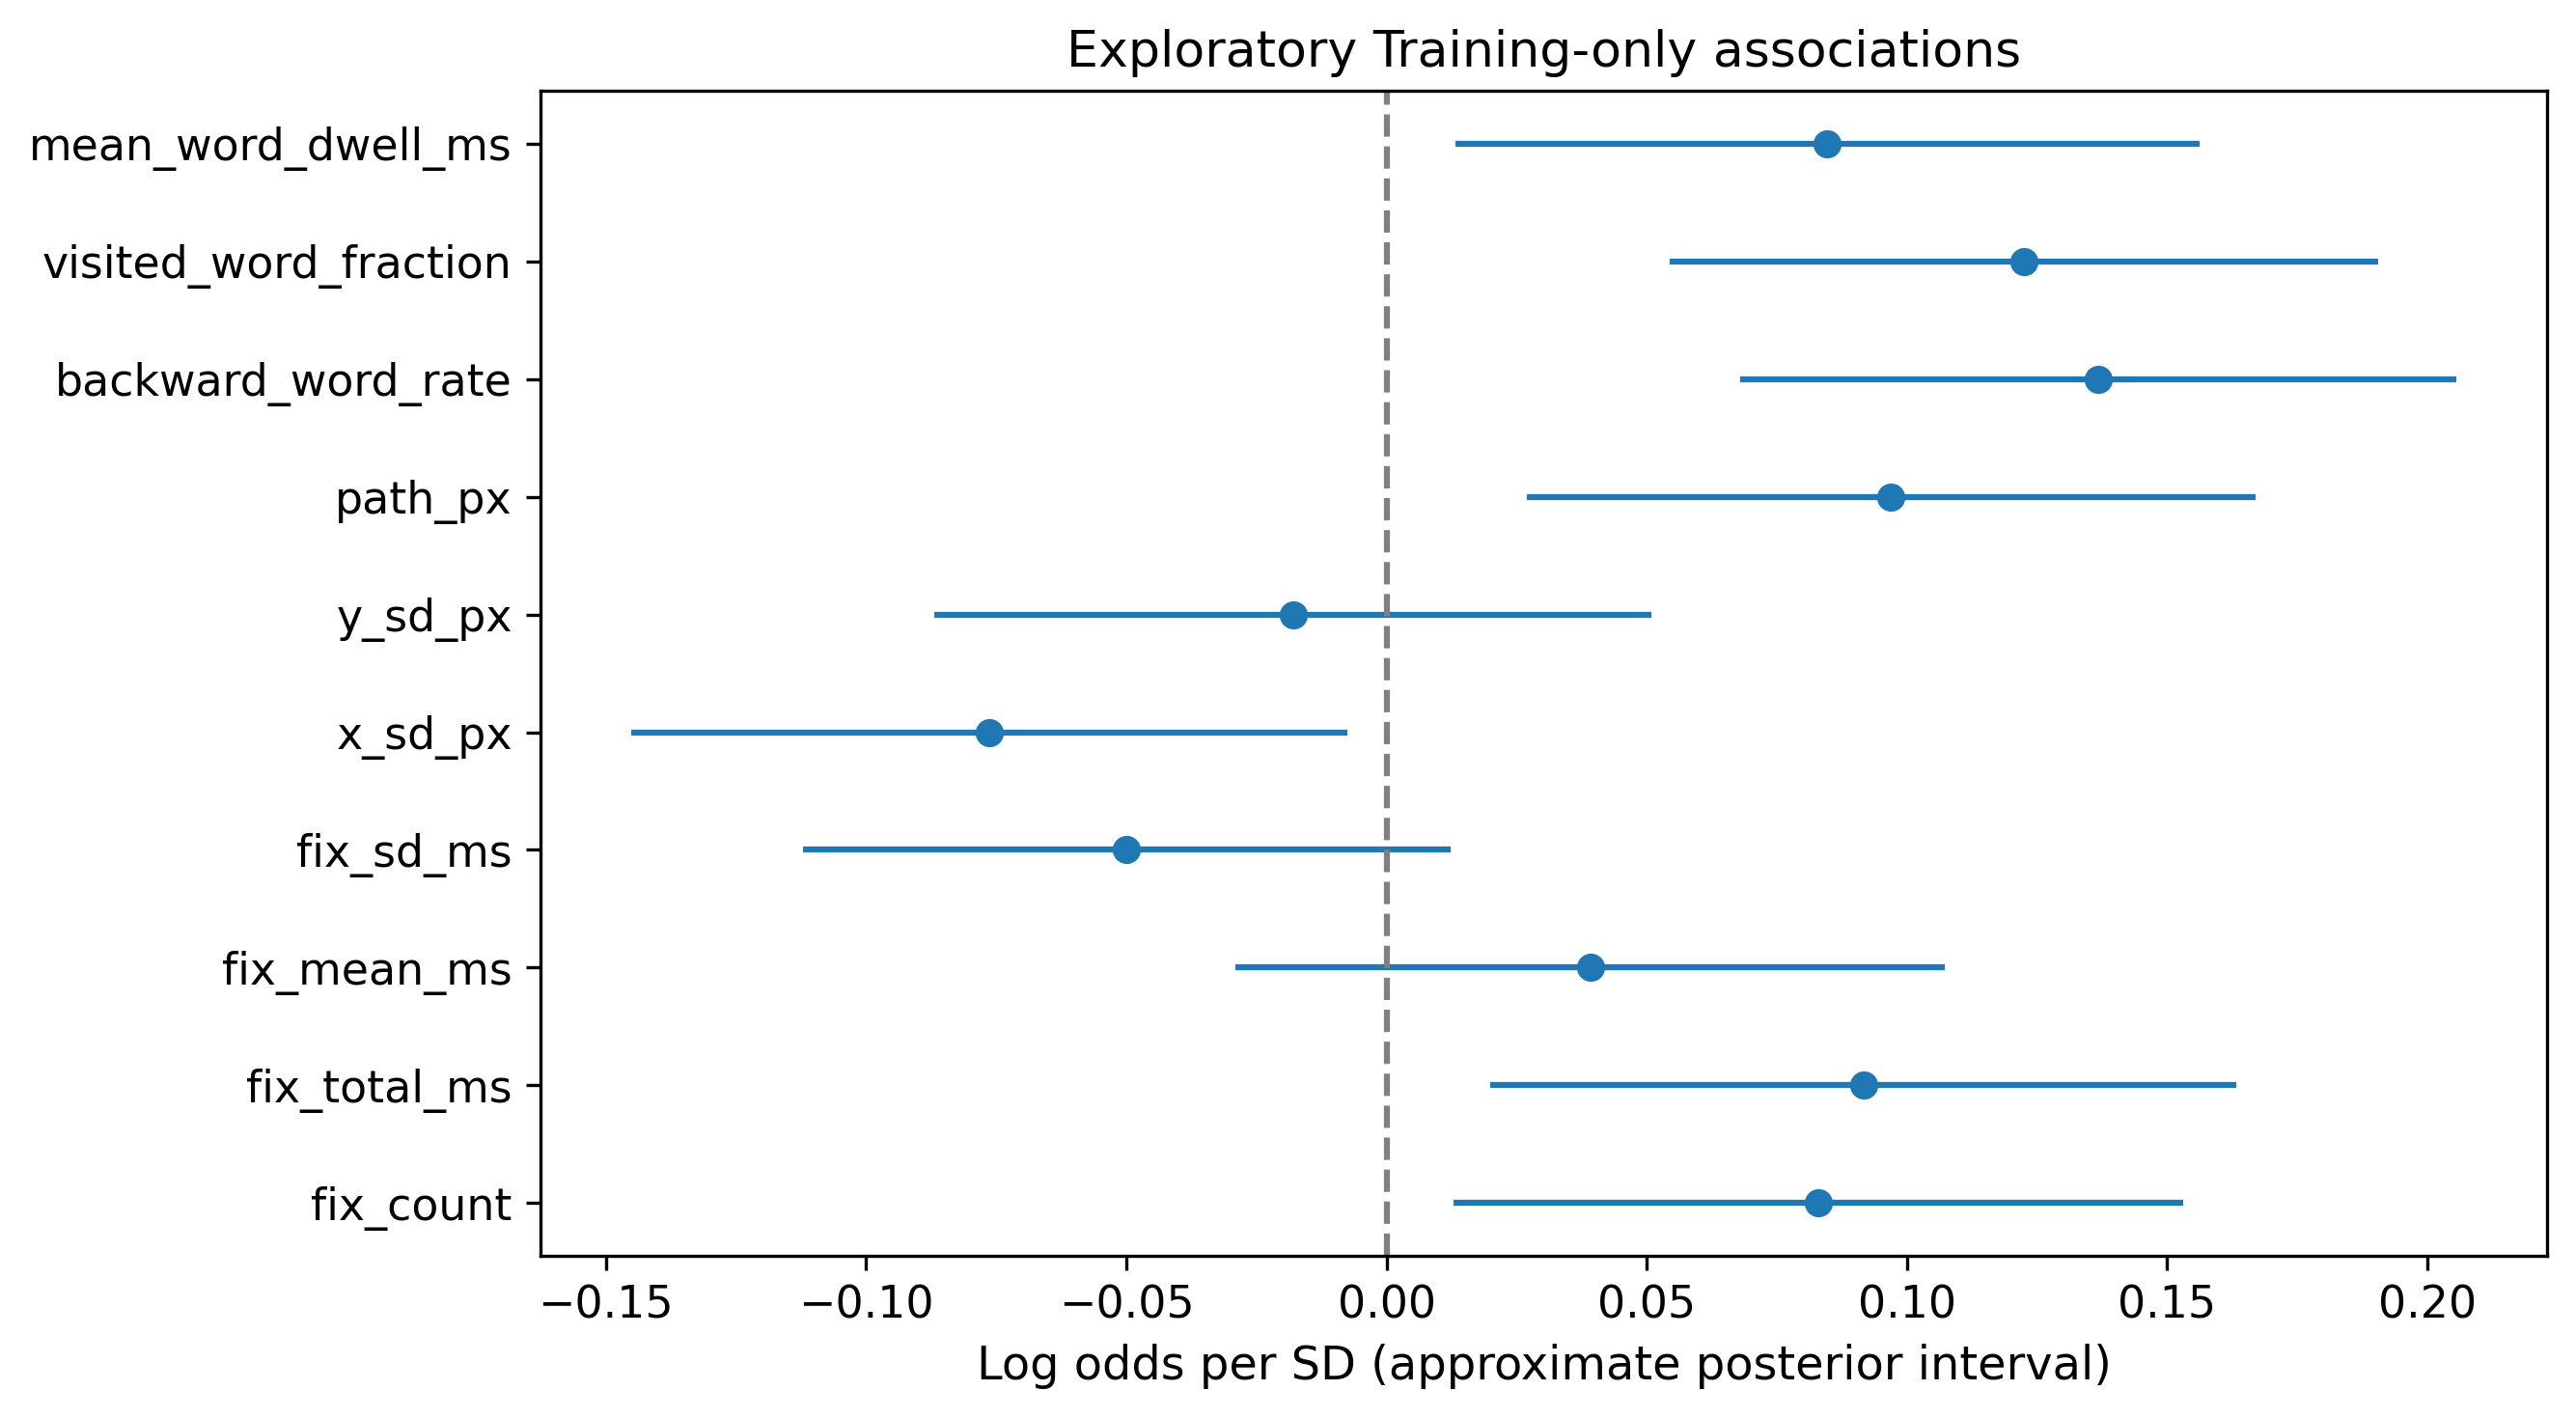 Exploratory Training-only associations
mean_word_dwell_ms
visited_word_fraction
backward_word_rate
path_px
y_sd_px
x_sd_px
fix_sd_ms
fix_mean_ms
fix_total_ms
fix_count
−0.15 −0.10 −0.05 0.00 0.05 0.10 0.15 0.20
Log odds per SD (approximate posterior interval)